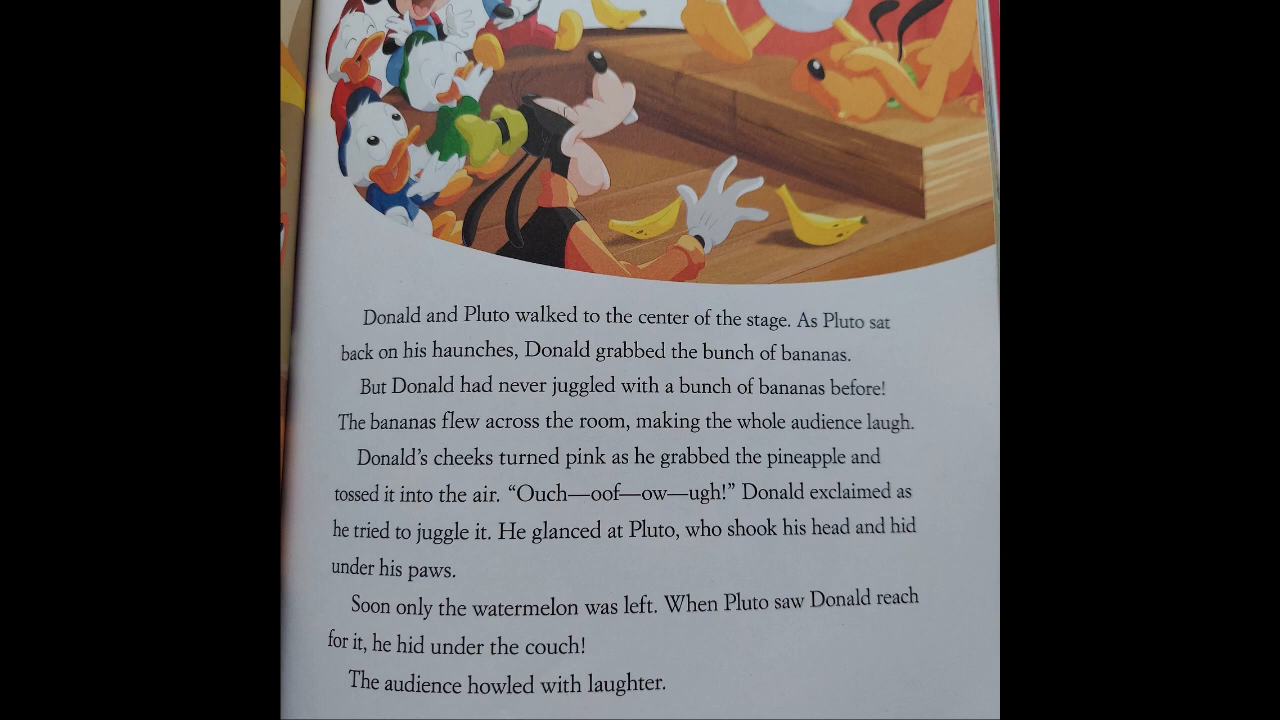 Donald and Pluto walked to the center of the stage. As Pluto sat
back on his haunches, Donald grabbed the bunch of bananas.
But Donald had never juggled with a bunch of bananas before!
The bananas flew across the room, making the whole audience laugh.
Donald’s cheeks turned pink as he grabbed the pineapple and
tossed it into the air. “Ouch—oof—ow—ugh!” Donald exclaimed as
he tried to juggle it. He glanced at Pluto, who shook his head and hid
under his paws.
Soon only the watermelon was left. When Pluto saw Donald reach
for it, he hid under the couch!
The audience howled with laughter.